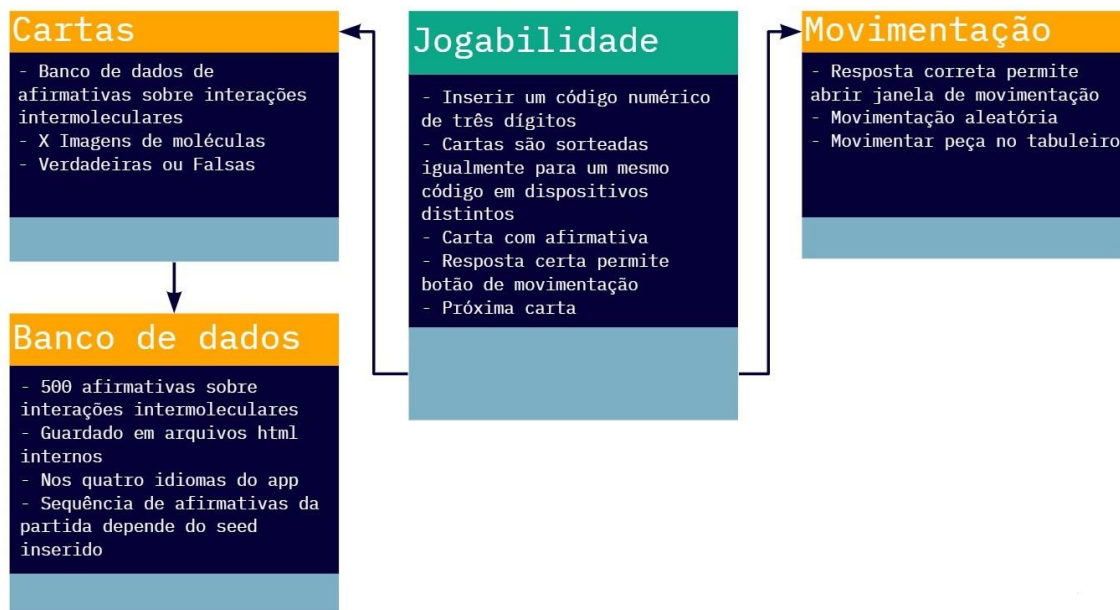 Cartas
- Banco de dados de
afirmativas sobre interações
intermoleculares
- X Imagens de moléculas
- Verdadeiras ou Falsas
Banco de dados
- 500 afirmativas sobre
interações intermoleculares
- Guardado em arquivos html
internos
- Nos quatro idiomas do app
- Sequência de afirmativas da
partida depende do seed
inserido
Jogabilidade
- Inserir um código numérico
de três dígitos
- Cartas são sorteadas
igualmente para um mesmo
código em dispositivos
distintos
- Carta com afirmativa
- Resposta certa permite
botão de movimentação
- Próxima carta
Movimentação
- Resposta correta permite
abrir janela de movimentação
- Movimentação aleatória
- Movimentar peça no tabuleiro